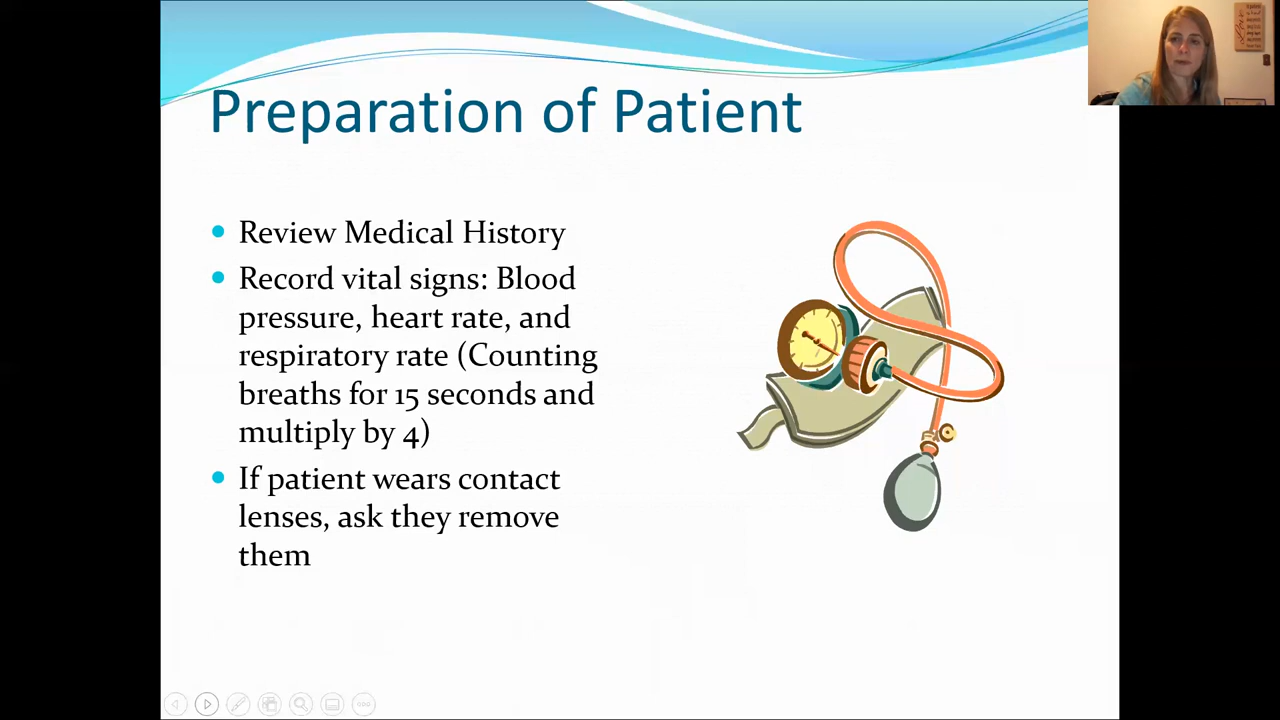 Preparation of Patient
Review Medical History
Record vital signs: Blood
pressure, heart rate, and
respiratory rate (Counting
breaths for 15 seconds and
multiply by 4)
If patient wears contact
lenses, ask they remove
them